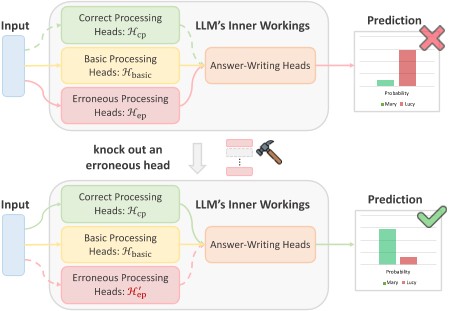 Input
LLM's Inner Workings
Prediction
Correct Processing
Heads: ℋcp
Basic Processing
Heads: ℋbasic
Answer-Writing Heads
Erroneous Processing
Heads: ℋep
Probability
Mary Lucy
knock out an
erroneous head
Input
LLM's Inner Workings
Prediction
Correct Processing
Heads: ℋcp
Basic Processing
Heads: ℋbasic
Answer-Writing Heads
Erroneous Processing
Heads: ℋ′ep
Probability
Mary Lucy